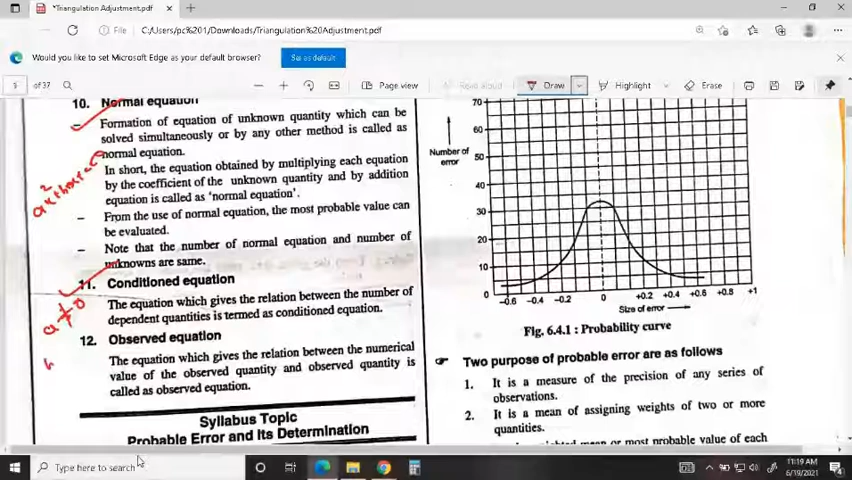 *Triangulation Adjustment.pdf
File
C:/Users/pc%201/Downloads/Triangulation%20Adjustment.pdf
Would you like to set Microsoft Edge as your default browser?
Set as default
of 37
Page view
Read aloud
Draw
Highlight
Erase
10. Normal equation
– Formation of equation of unknown quantity which can be
solved simultaneously or by any other method is called as
normal equation.
In short, the equation obtained by multiplying each equation
by the coefficient of the unknown quantity and by addition
equation is called as 'normal equation'.
– From the use of normal equation, the most probable value can
be evaluated.
– Note that the number of normal equation and number of
unknowns are same.
11. Conditioned equation
The equation which gives the relation between the number of
dependent quantities is termed as conditioned equation.
12. Observed equation
The equation which gives the relation between the numerical
value of the observed quantity and observed quantity is
called as observed equation.
Syllabus Topic
Probable Error and Its Determination
a≠0
70
60
Number of
error
50
40
30
20
10
0
–0.6 –0.4 –0.2 0 +0.2 +0.4 +0.6 +0.8 +1
Size of error
Fig. 6.4.1 : Probability curve
☞ Two purpose of probable error are as follows
1. It is a measure of the precision of any series of
observations.
2. It is a mean of assigning weights of two or more
quantities.
mean or most probable value of each
Type here to search
11:19 AM
6/19/2021